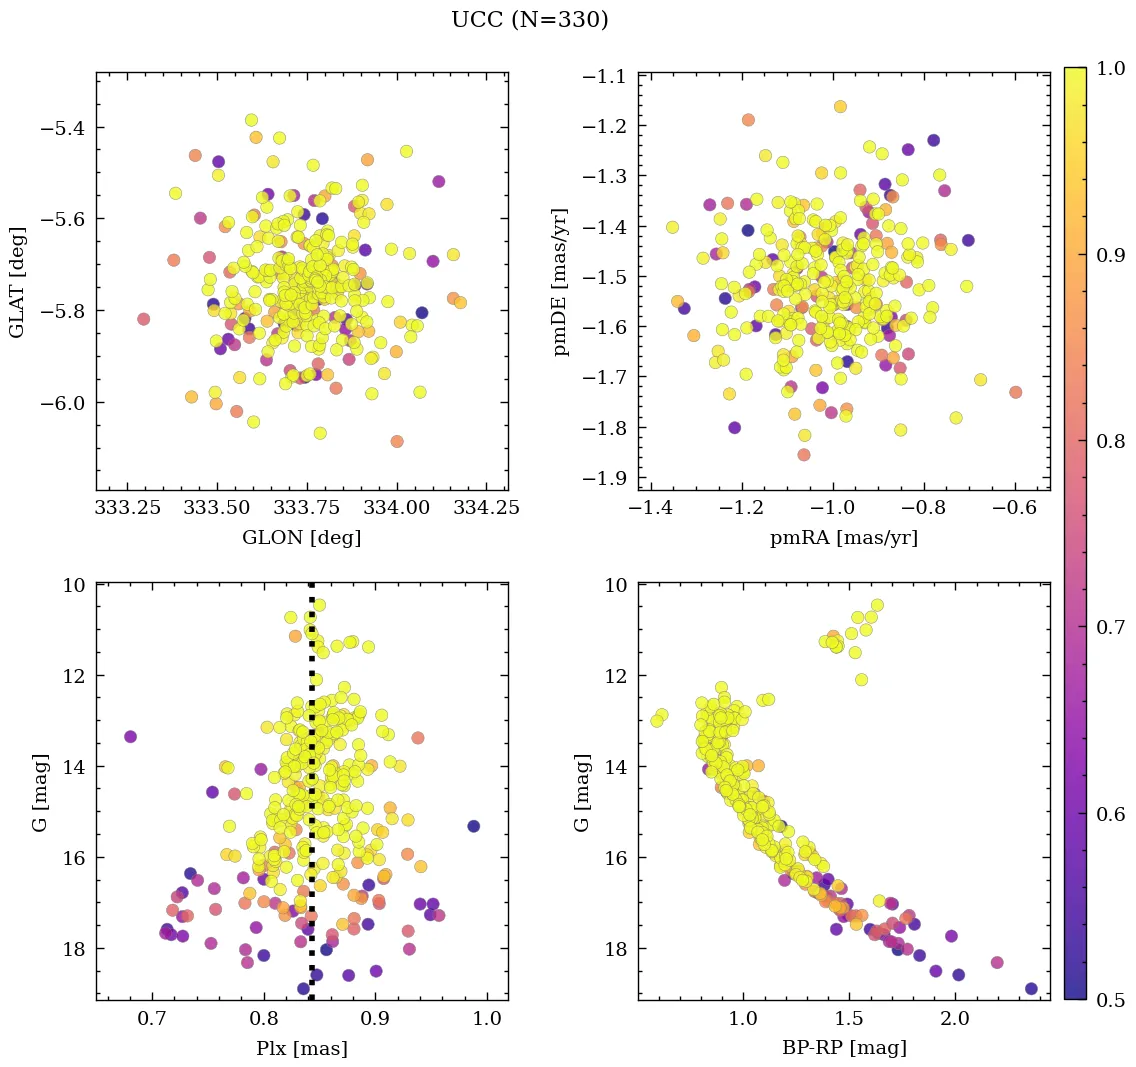 UCC (N=330)
−5.4
−5.6
−5.8
−6.0
GLAT [deg]
333.25 333.50 333.75 334.00 334.25
GLON [deg]
−1.1
−1.2
−1.3
−1.4
−1.5
−1.6
−1.7
−1.8
−1.9
pmDE [mas/yr]
−1.4 −1.2 −1.0 −0.8 −0.6
pmRA [mas/yr]
10
12
14
16
18
G [mag]
0.7 0.8 0.9 1.0
Plx [mas]
10
12
14
16
18
G [mag]
1.0 1.5 2.0
BP-RP [mag]
1.0
0.9
0.8
0.7
0.6
0.5